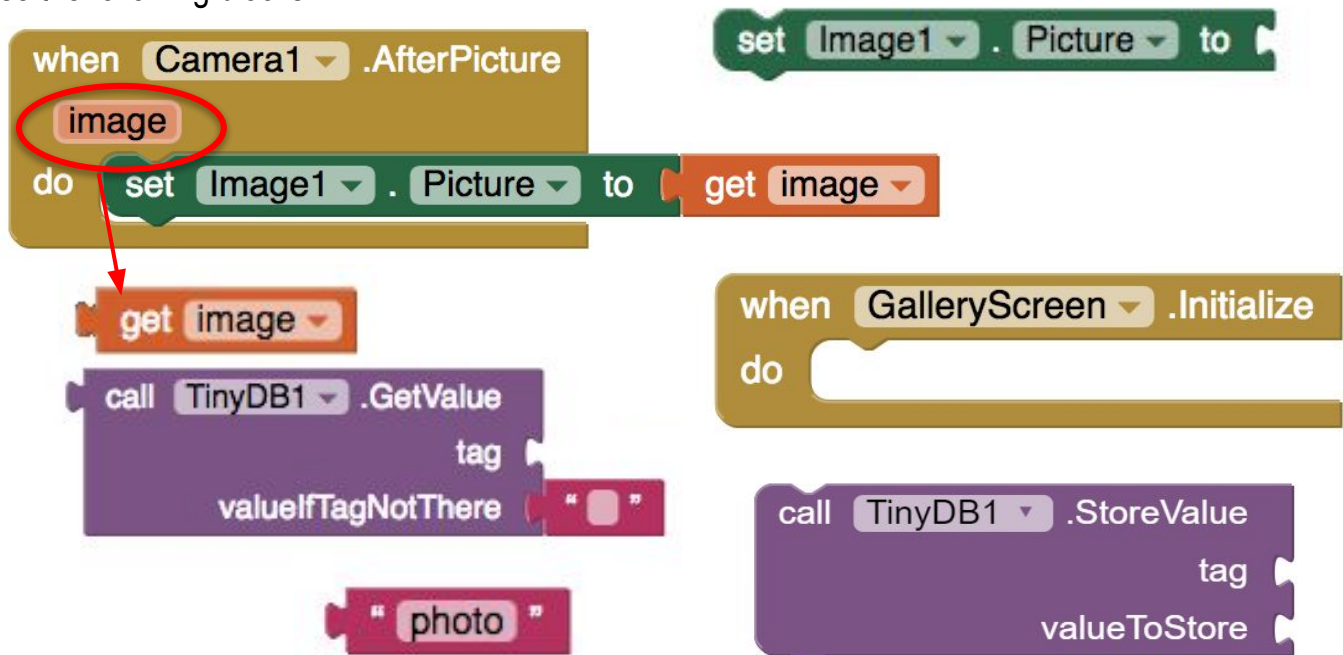 set Image1 . Picture to
when Camera1 .AfterPicture
image
do set Image1 . Picture to get image
get image
when GalleryScreen .Initialize
do
call TinyDB1 .GetValue
tag
valueIfTagNotThere " "
call TinyDB1 .StoreValue
tag
valueToStore
" photo "